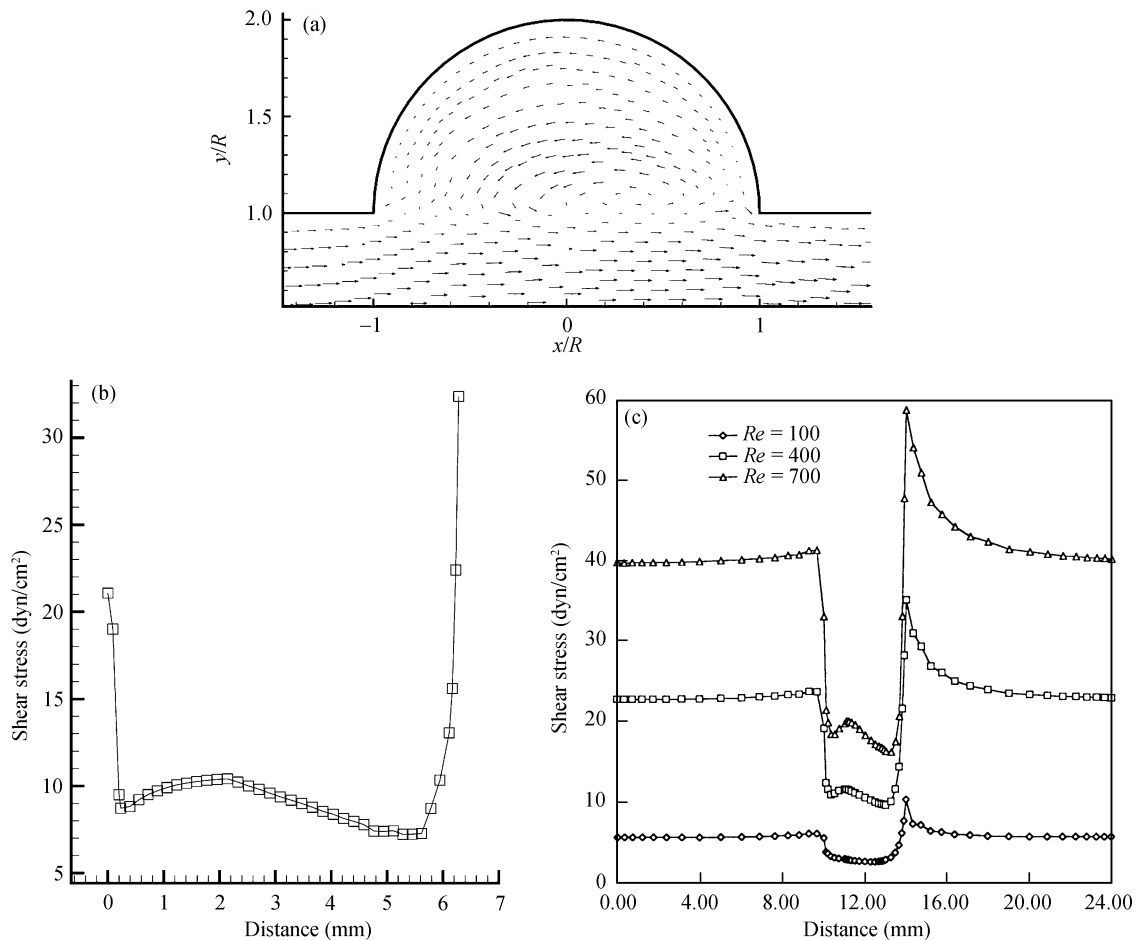 (a)
2.0
1.5
1.0
y/R
−1
0
1
x/R
(b)
30
25
20
15
10
5
Shear stress (dyn/cm²)
0 1 2 3 4 5 6 7
Distance (mm)
(c)
Re = 100
Re = 400
Re = 700
60
50
40
30
20
10
0
Shear stress (dyn/cm²)
0.00 4.00 8.00 12.00 16.00 20.00 24.00
Distance (mm)